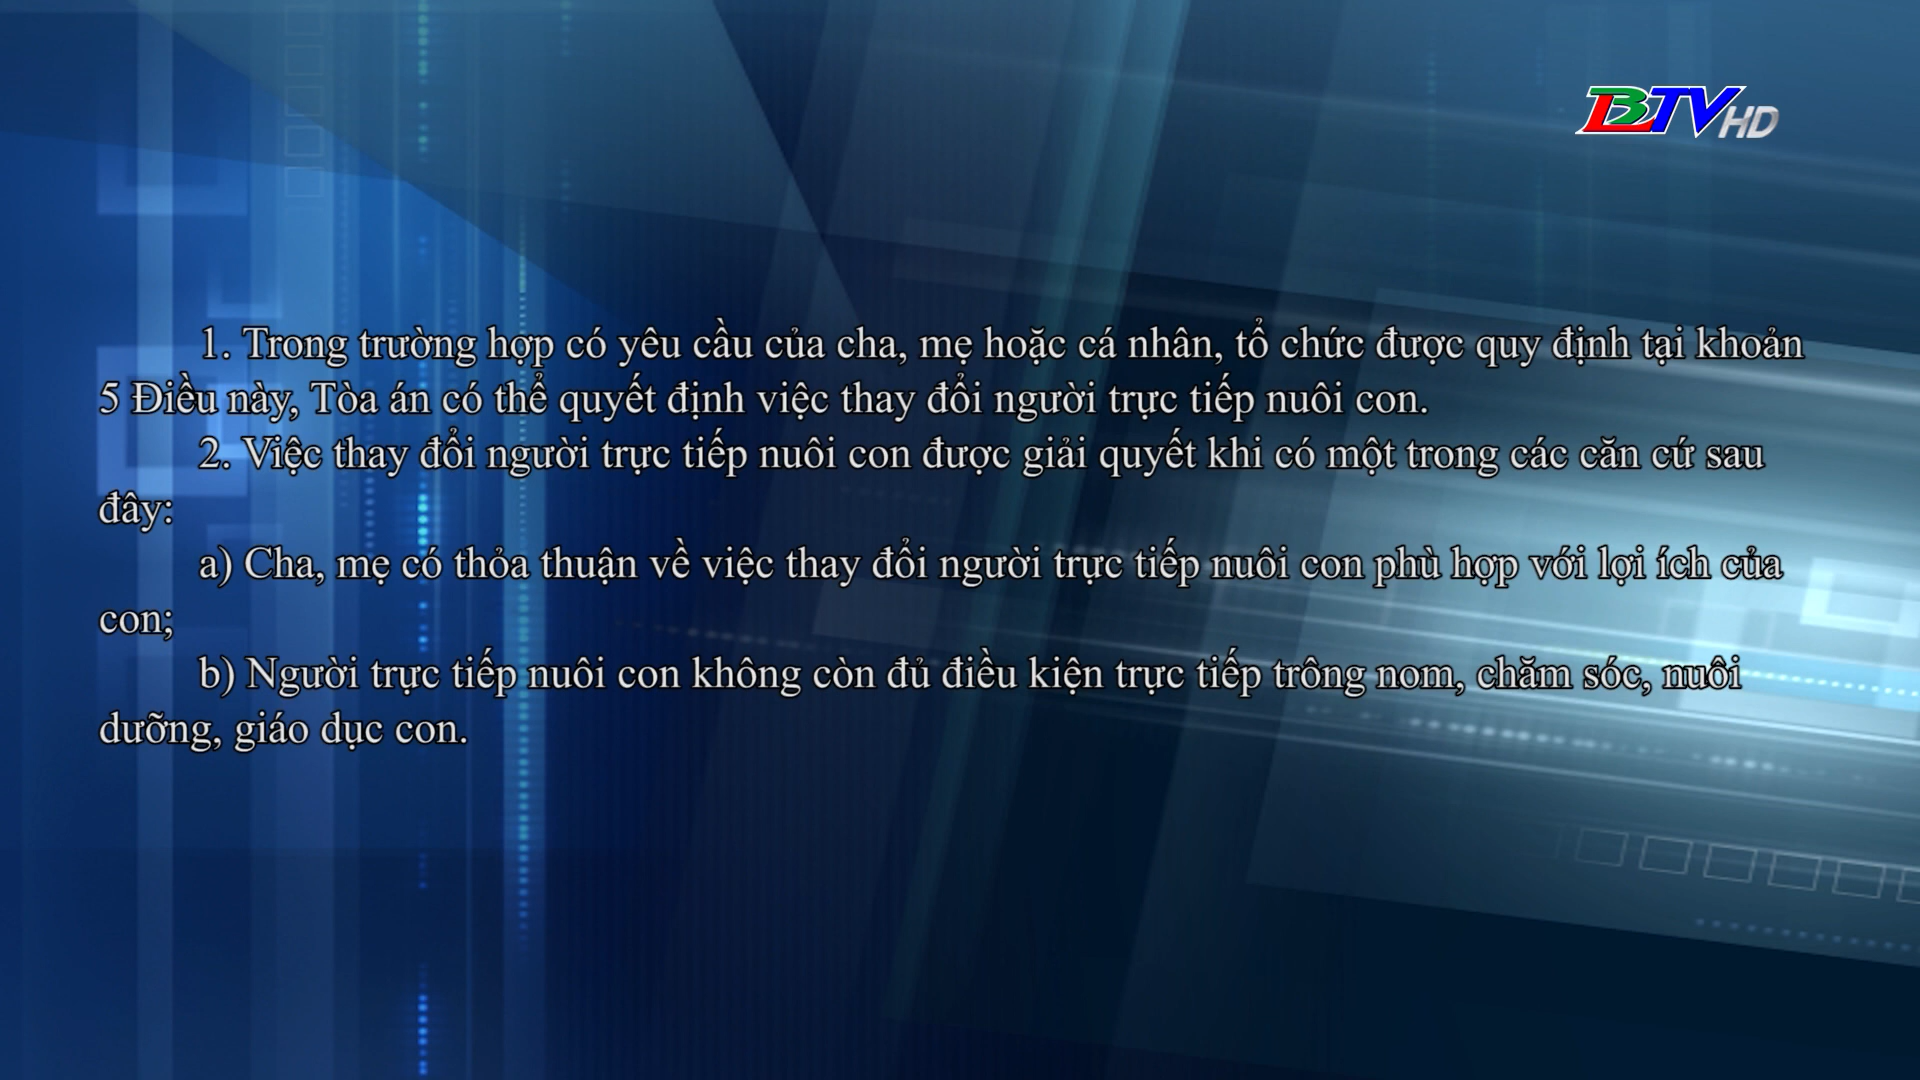 BTV HD
1. Trong trường hợp có yêu cầu của cha, mẹ hoặc cá nhân, tổ chức được quy định tại khoản
5 Điều này, Tòa án có thể quyết định việc thay đổi người trực tiếp nuôi con.
2. Việc thay đổi người trực tiếp nuôi con được giải quyết khi có một trong các căn cứ sau
đây:
a) Cha, mẹ có thỏa thuận về việc thay đổi người trực tiếp nuôi con phù hợp với lợi ích của
con;
b) Người trực tiếp nuôi con không còn đủ điều kiện trực tiếp trông nom, chăm sóc, nuôi
dưỡng, giáo dục con.